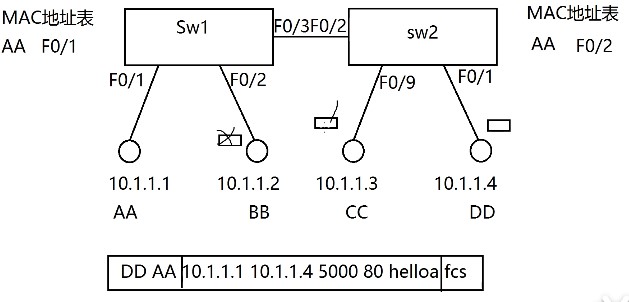 MAC地址表
AA F0/1
Sw1
F0/3F0/2
sw2
MAC地址表
AA F0/2
F0/1
F0/2
F0/9
F0/1
10.1.1.1
10.1.1.2
10.1.1.3
10.1.1.4
AA
BB
CC
DD
DD AA 10.1.1.1 10.1.1.4 5000 80 helloa fcs